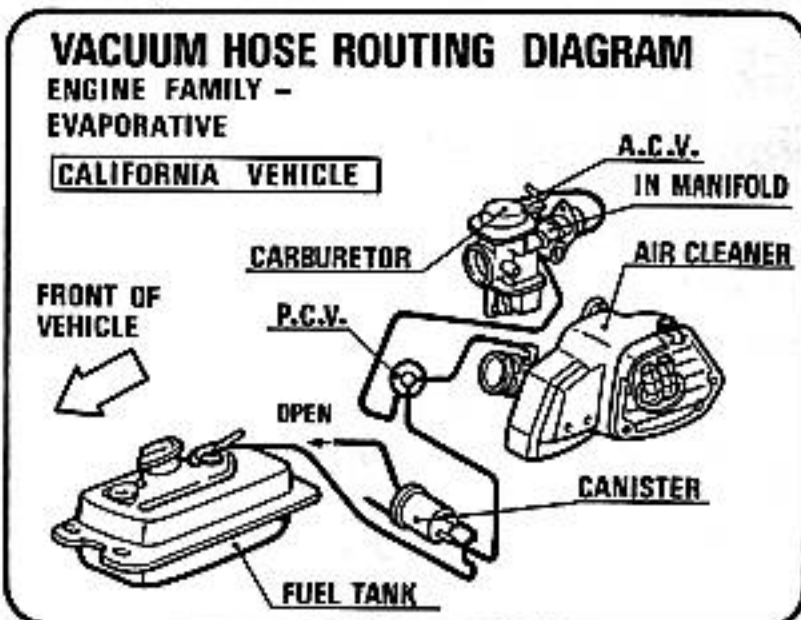 VACUUM HOSE ROUTING DIAGRAM
ENGINE FAMILY -
EVAPORATIVE
CALIFORNIA VEHICLE
A.C.V.
IN MANIFOLD
CARBURETOR
AIR CLEANER
FRONT OF
VEHICLE
P.C.V.
OPEN
CANISTER
FUEL TANK